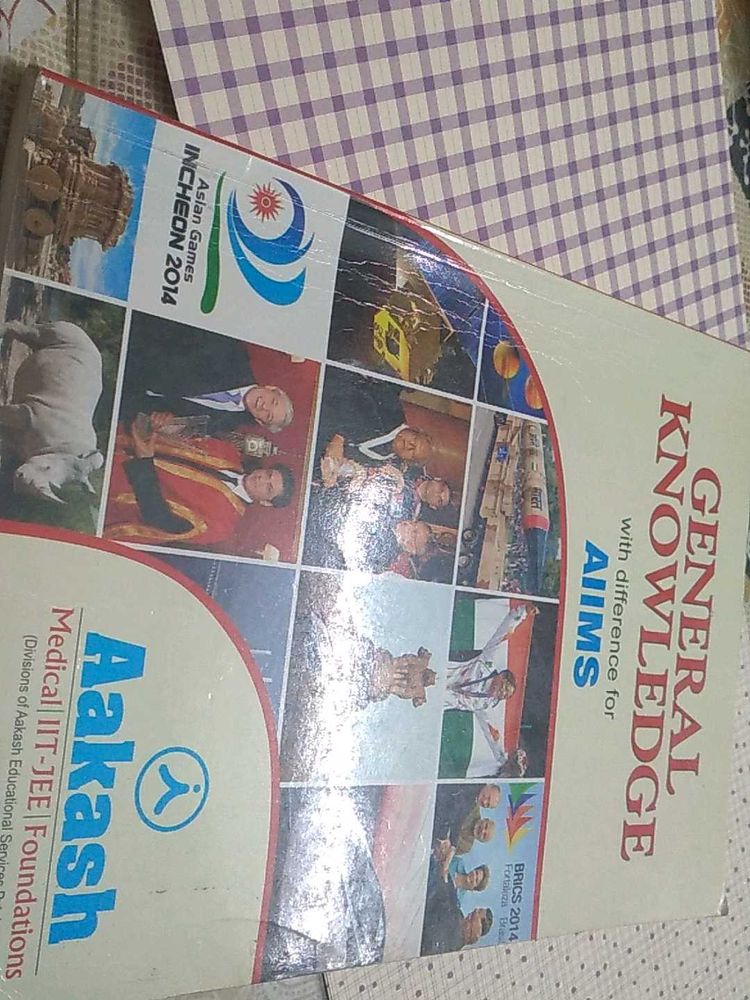 GENERAL
KNOWLEDGE
with difference for
AIIMS
Asian Games
INCHEON 2014
BRICS 2014
Fortaleza
Aakash
Medical|IIT-JEE|Foundations
(Divisions of Aakash Educational Services